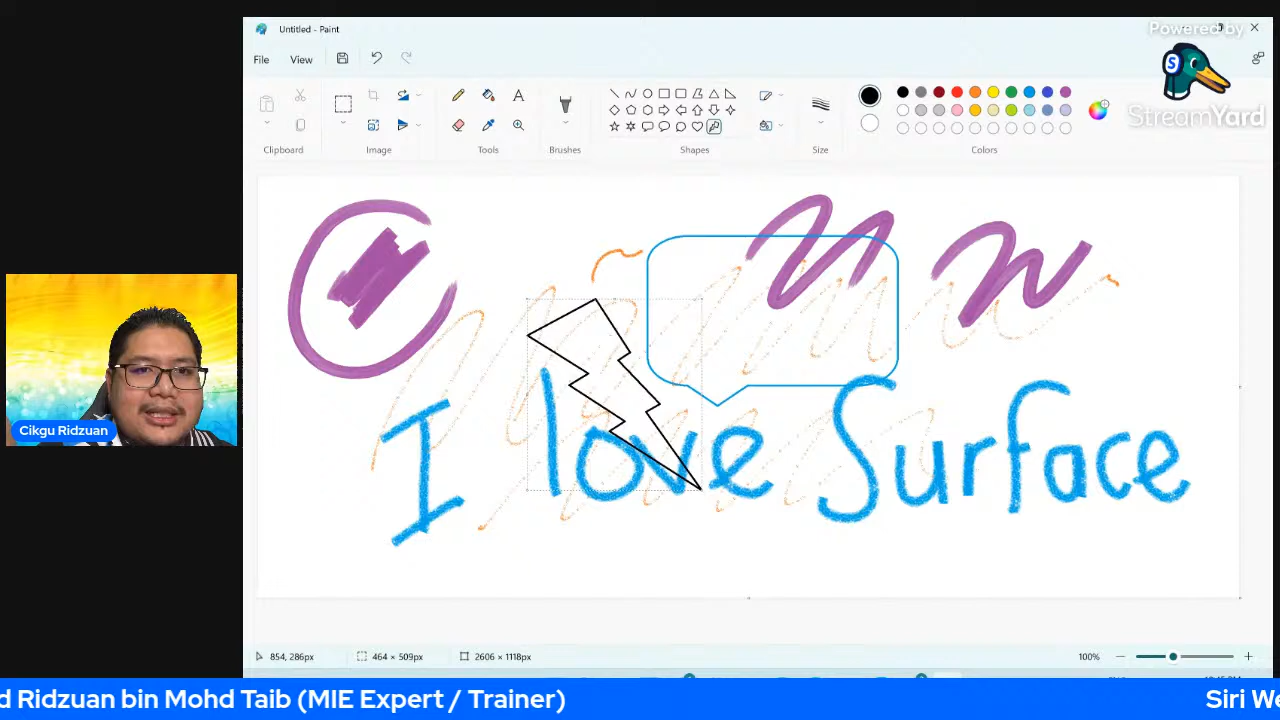 Untitled - Paint
Powered by
StreamYard
File
View
Clipboard
Image
Tools
Brushes
Shapes
Size
Colors
I love Surface
Cikgu Ridzuan
854, 286px
464 × 509px
2606 × 1118px
100%
d Ridzuan bin Mohd Taib (MIE Expert / Trainer)
Siri We